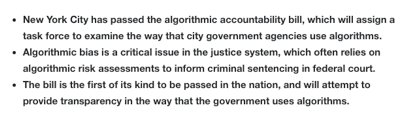 • New York City has passed the algorithmic accountability bill, which will assign a
task force to examine the way that city government agencies use algorithms.
• Algorithmic bias is a critical issue in the justice system, which often relies on
algorithmic risk assessments to inform criminal sentencing in federal court.
• The bill is the first of its kind to be passed in the nation, and will attempt to
provide transparency in the way that the government uses algorithms.